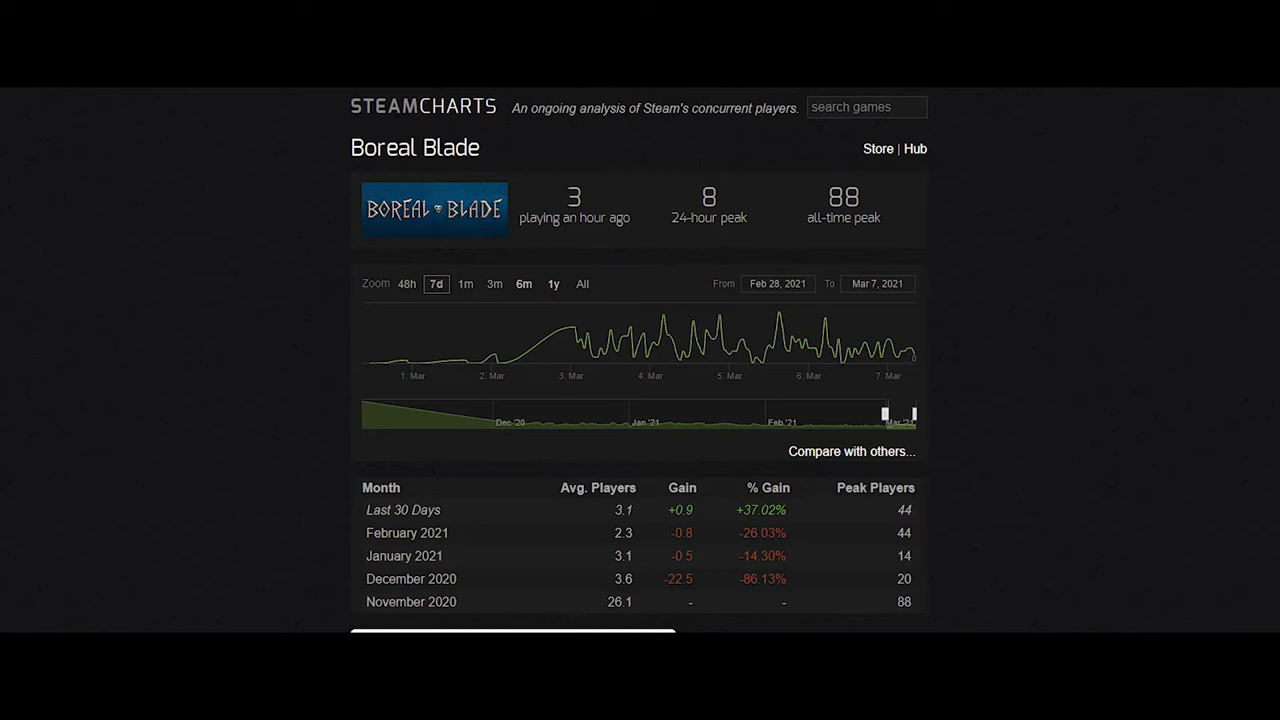 STEAMCHARTS An ongoing analysis of Steam's concurrent players. search games
Boreal Blade Store | Hub
BOREAL BLADE
3 8 88
playing an hour ago 24-hour peak all-time peak
Zoom 48h 7d 1m 3m 6m 1y All From Feb 28, 2021 To Mar 7, 2021
0
1. Mar 2. Mar 3. Mar 4. Mar 5. Mar 6. Mar 7. Mar
Dec '20 Jan '21 Feb '21 Mar '21
Compare with others...
Month Avg. Players Gain % Gain Peak Players
Last 30 Days 3.1 +0.9 +37.02% 44
February 2021 2.3 -0.8 -26.03% 44
January 2021 3.1 -0.5 -14.30% 14
December 2020 3.6 -22.5 -86.13% 20
November 2020 26.1 - - 88